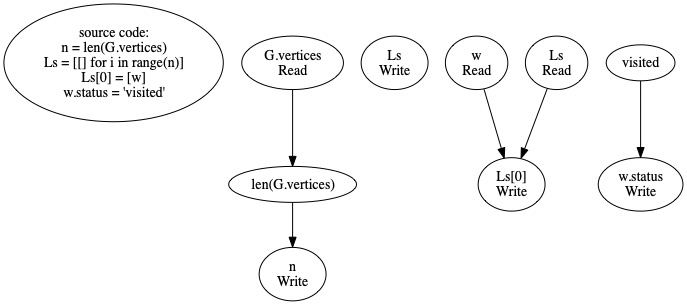 source code:
n = len(G.vertices)
Ls = [[] for i in range(n)]
Ls[0] = [w]
w.status = 'visited'
G.vertices
Read
Ls
Write
w
Read
Ls
Read
visited
len(G.vertices)
Ls[0]
Write
w.status
Write
n
Write